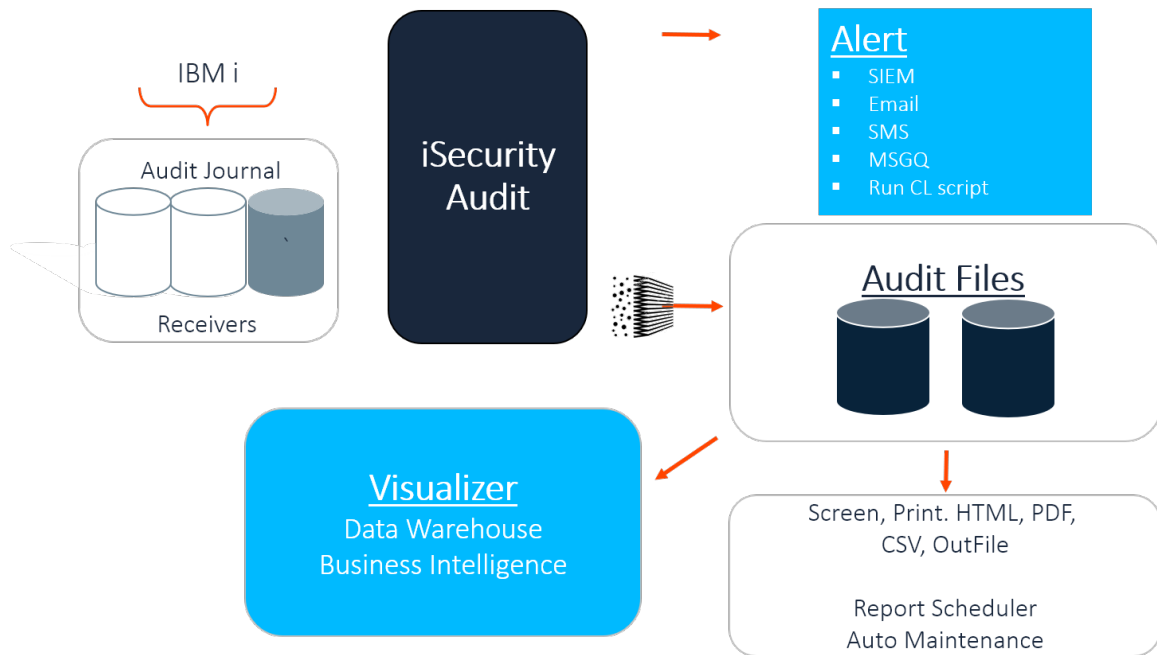 IBM i
Audit Journal
Receivers
iSecurity
Audit
Alert
SIEM
Email
SMS
MSGQ
Run CL script
Audit Files
Visualizer
Data Warehouse
Business Intelligence
Screen, Print. HTML, PDF,
CSV, OutFile
Report Scheduler
Auto Maintenance